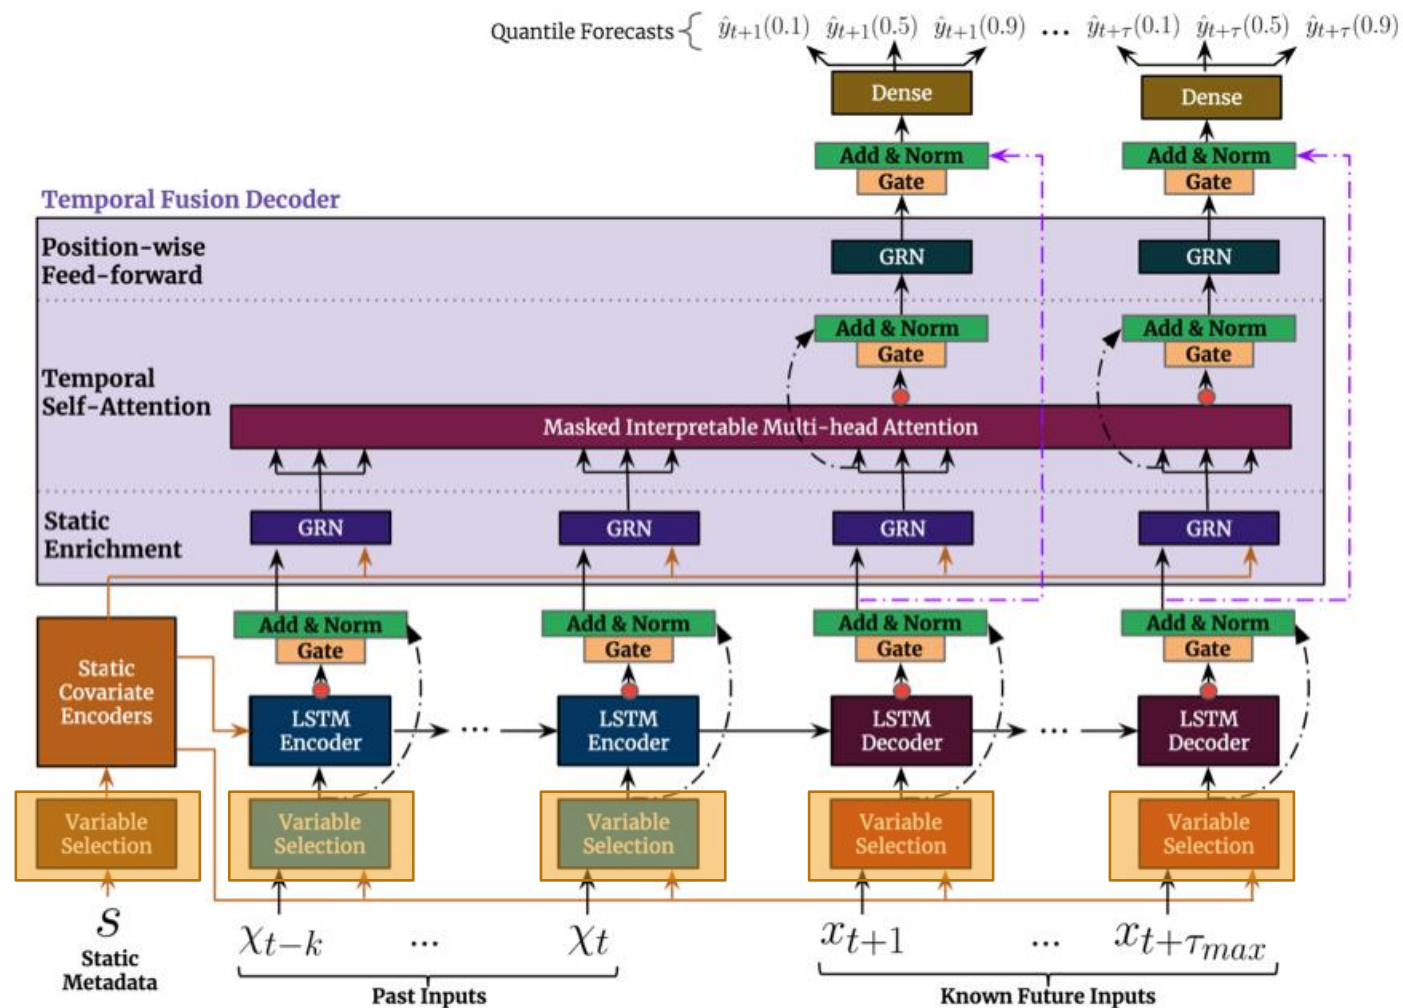 Quantile Forecasts { ŷt+1(0.1) ŷt+1(0.5) ŷt+1(0.9) ... ŷt+τ(0.1) ŷt+τ(0.5) ŷt+τ(0.9)
Dense Dense
Add & Norm Add & Norm
Gate Gate
Temporal Fusion Decoder
Position-wise
Feed-forward
GRN GRN
Add & Norm Add & Norm
Gate Gate
Temporal
Self-Attention
Masked Interpretable Multi-head Attention
Static
Enrichment
GRN GRN GRN GRN
Add & Norm Add & Norm Add & Norm Add & Norm
Gate Gate Gate Gate
Static
Covariate
Encoders
LSTM
Encoder
...
LSTM
Encoder
LSTM
Decoder
...
LSTM
Decoder
Variable
Selection
Variable
Selection
Variable
Selection
Variable
Selection
Variable
Selection
s
Static
Metadata
χt−k ... χt xt+1 ... xt+τmax
Past Inputs Known Future Inputs